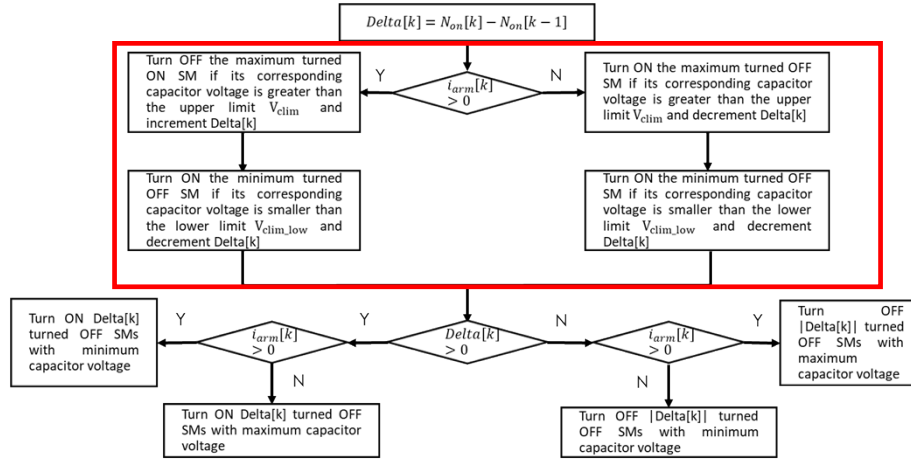 Delta[k] = N_on[k] − N_on[k − 1]
Turn OFF the maximum turned
ON SM if its corresponding
capacitor voltage is greater than
the upper limit V_clim and
increment Delta[k]
Y
i_arm[k]
> 0
N
Turn ON the maximum turned OFF
SM if its corresponding capacitor
voltage is greater than the upper
limit V_clim and decrement Delta[k]
Turn ON the minimum turned
OFF SM if its corresponding
capacitor voltage is smaller than
the lower limit V_clim_low and
decrement Delta[k]
Turn ON the minimum turned OFF
SM if its corresponding capacitor
voltage is smaller than the lower
limit V_clim_low and decrement
Delta[k]
Turn ON Delta[k]
turned OFF SMs
with minimum
capacitor voltage
Y
i_arm[k]
> 0
Y
Delta[k]
> 0
N
i_arm[k]
> 0
Y
Turn OFF
|Delta[k]| turned
OFF SMs with
maximum
capacitor voltage
N
N
Turn ON Delta[k] turned OFF
SMs with maximum capacitor
voltage
Turn OFF |Delta[k]| turned
OFF SMs with minimum
capacitor voltage